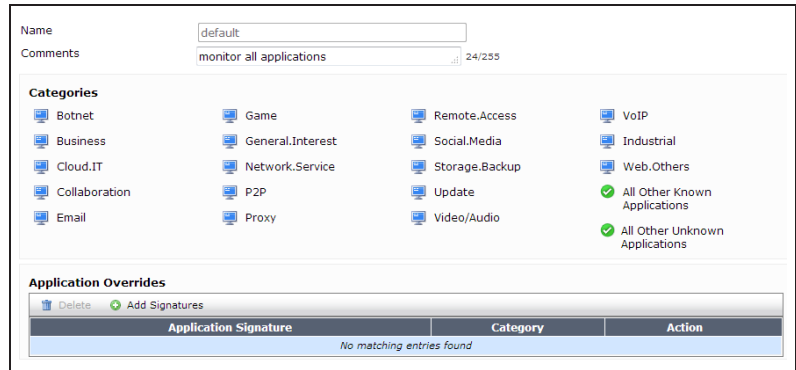 Name
default
Comments
monitor all applications
24/255
Categories
Botnet
Game
Remote.Access
VoIP
Business
General.Interest
Social.Media
Industrial
Cloud.IT
Network.Service
Storage.Backup
Web.Others
Collaboration
P2P
Update
All Other Known
Applications
Email
Proxy
Video/Audio
All Other Unknown
Applications
Application Overrides
Delete
Add Signatures
Application Signature
Category
Action
No matching entries found